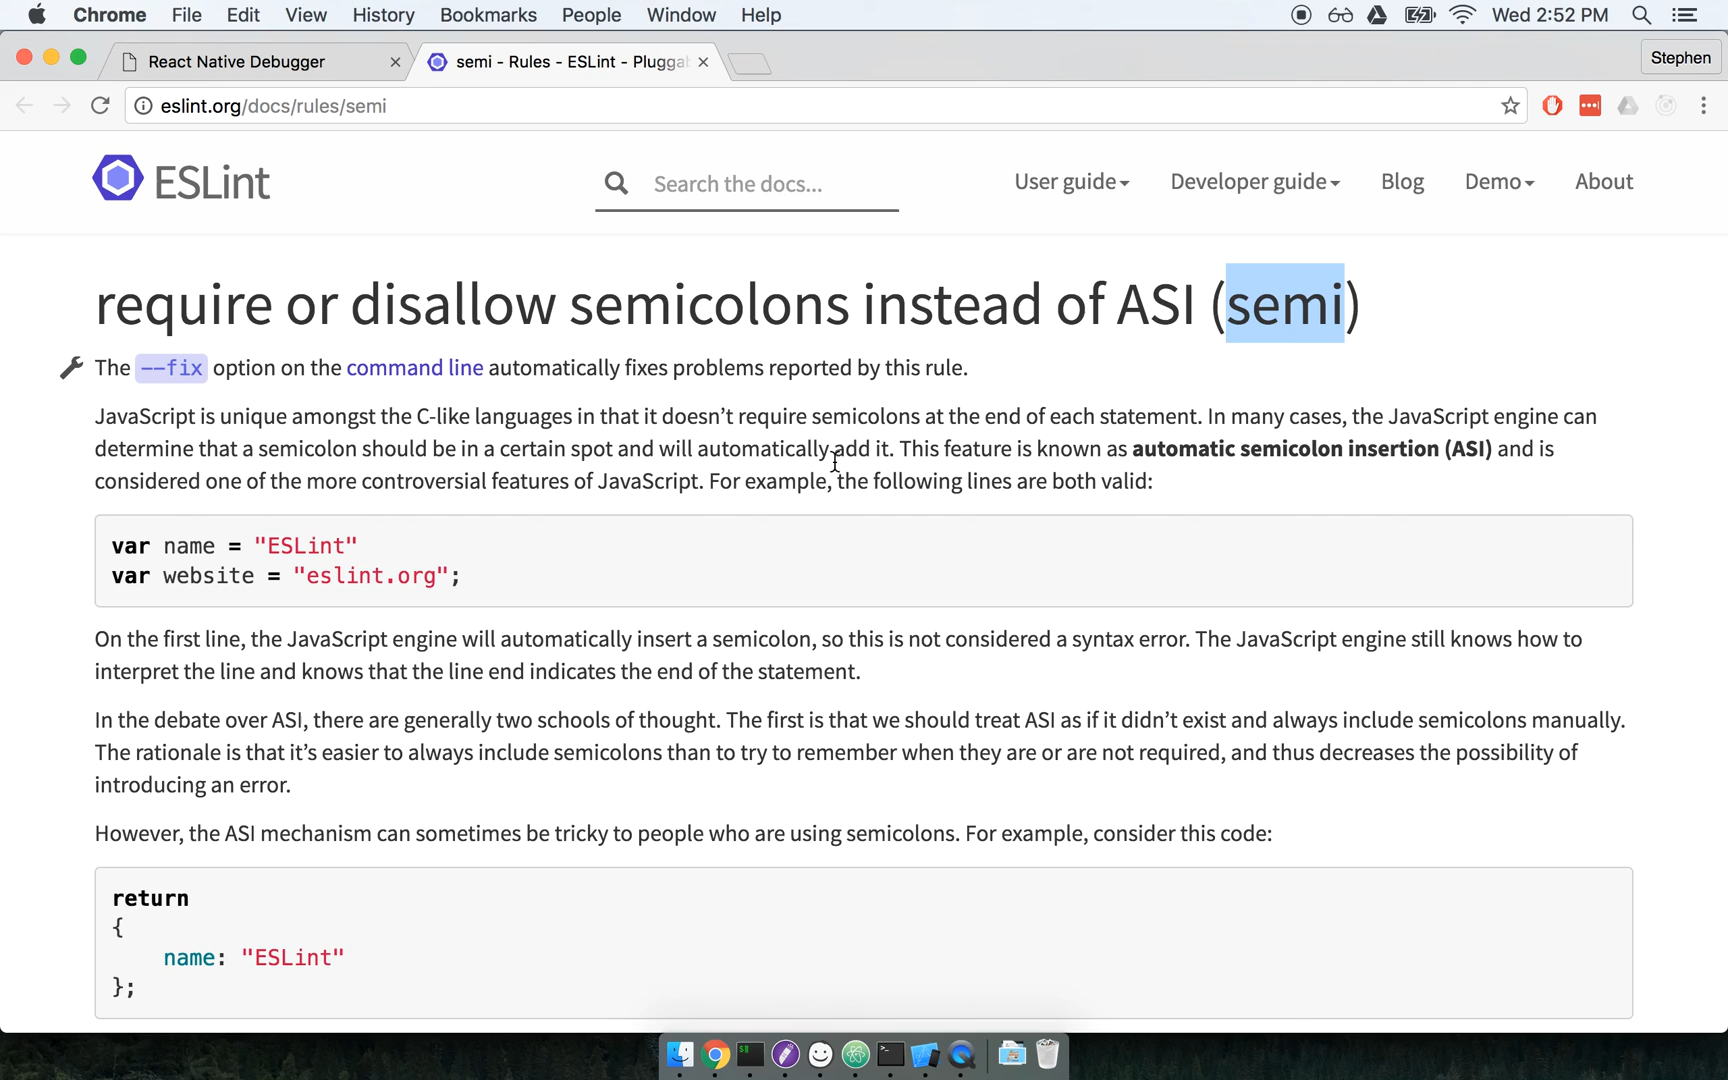 Chrome File Edit View History Bookmarks People Window Help Wed 2:52 PM
React Native Debugger semi - Rules - ESLint - Plugga Stephen
eslint.org/docs/rules/semi
ESLint Search the docs... User guide Developer guide Blog Demo About
require or disallow semicolons instead of ASI (semi)
The --fix option on the command line automatically fixes problems reported by this rule.
JavaScript is unique amongst the C-like languages in that it doesn’t require semicolons at the end of each statement. In many cases, the JavaScript engine can
determine that a semicolon should be in a certain spot and will automatically add it. This feature is known as automatic semicolon insertion (ASI) and is
considered one of the more controversial features of JavaScript. For example, the following lines are both valid:
var name = "ESLint"
var website = "eslint.org";
On the first line, the JavaScript engine will automatically insert a semicolon, so this is not considered a syntax error. The JavaScript engine still knows how to
interpret the line and knows that the line end indicates the end of the statement.
In the debate over ASI, there are generally two schools of thought. The first is that we should treat ASI as if it didn’t exist and always include semicolons manually.
The rationale is that it’s easier to always include semicolons than to try to remember when they are or are not required, and thus decreases the possibility of
introducing an error.
However, the ASI mechanism can sometimes be tricky to people who are using semicolons. For example, consider this code:
return
{
name: "ESLint"
};